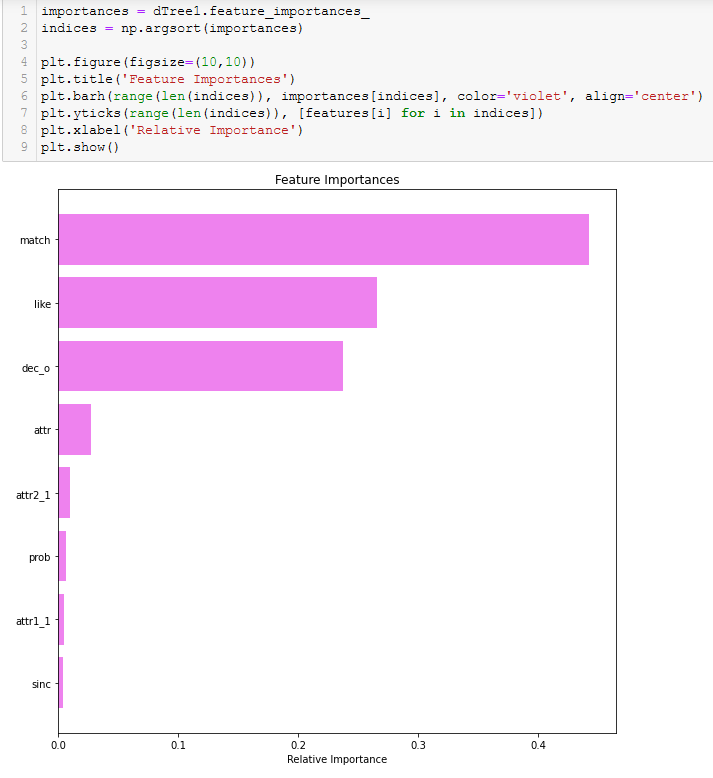 1 importances = dTree1.feature_importances_
2 indices = np.argsort(importances)
3
4 plt.figure(figsize=(10,10))
5 plt.title('Feature Importances')
6 plt.barh(range(len(indices)), importances[indices], color='violet', align='center')
7 plt.yticks(range(len(indices)), [features[i] for i in indices])
8 plt.xlabel('Relative Importance')
9 plt.show()
Feature Importances
match
like
dec_o
attr
attr2_1
prob
attr1_1
sinc
0.0 0.1 0.2 0.3 0.4
Relative Importance